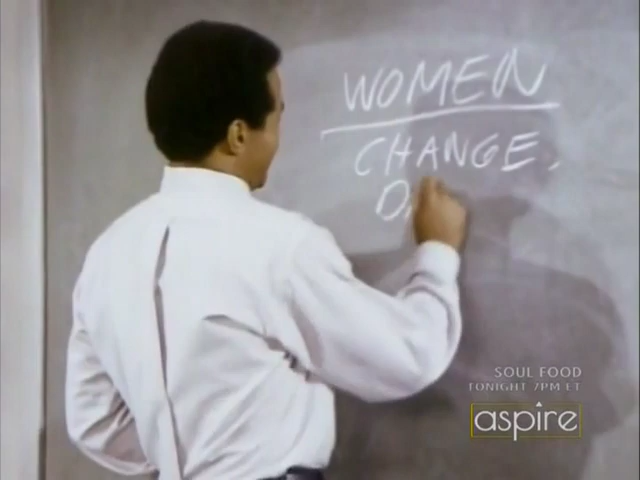 WOMEN
CHANGE,
SOUL FOOD
TONIGHT 7PM ET
aspire